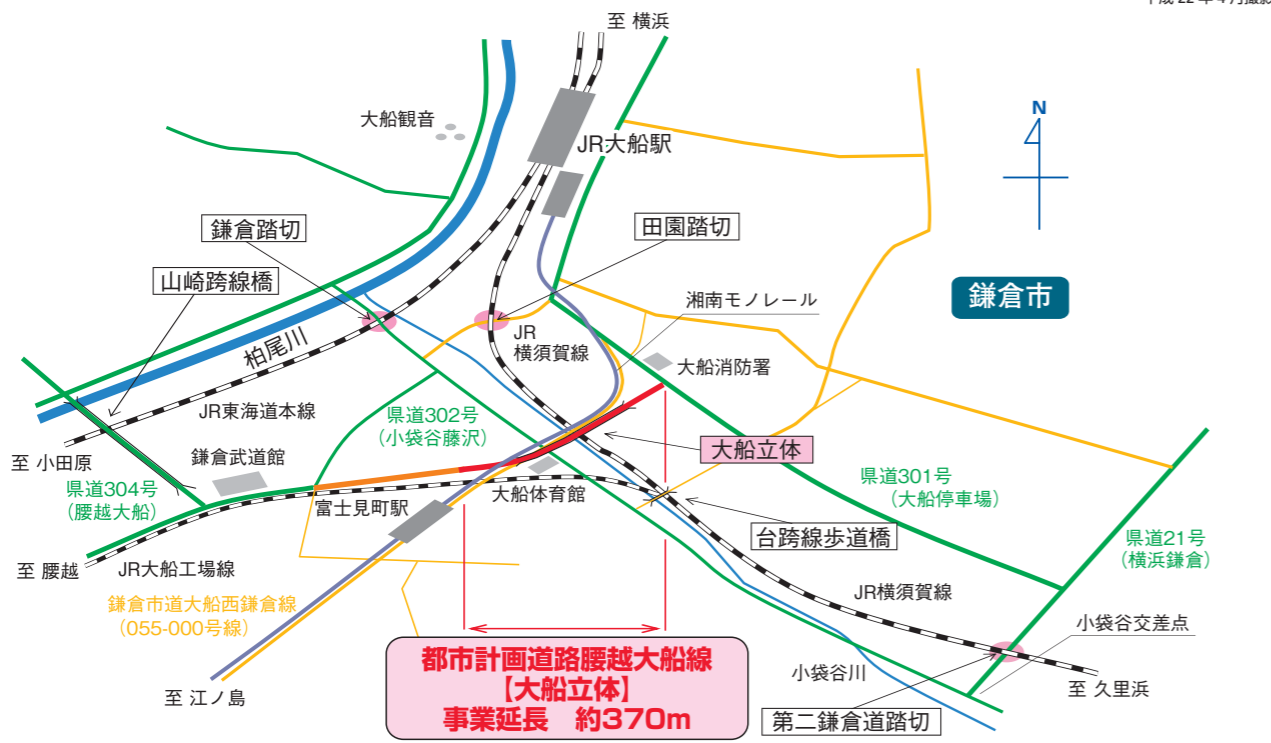 平成 22 年 4 月撮影
至 横浜
大船観音
JR大船駅
N
鎌倉踏切
田園踏切
山崎跨線橋
湘南モノレール
鎌倉市
柏尾川
JR
横須賀線
大船消防署
JR東海道本線
県道302号
(小袋谷藤沢)
大船立体
至 小田原
鎌倉武道館
県道304号
(腰越大船)
富士見町駅
大船体育館
県道301号
(大船停車場)
台跨線歩道橋
県道21号
(横浜鎌倉)
至 腰越
JR大船工場線
JR横須賀線
鎌倉市道大船西鎌倉線
(055-000号線)
小袋谷交差点
都市計画道路腰越大船線
【大船立体】
事業延長　約370m
小袋谷川
至 久里浜
至 江ノ島
第二鎌倉道踏切